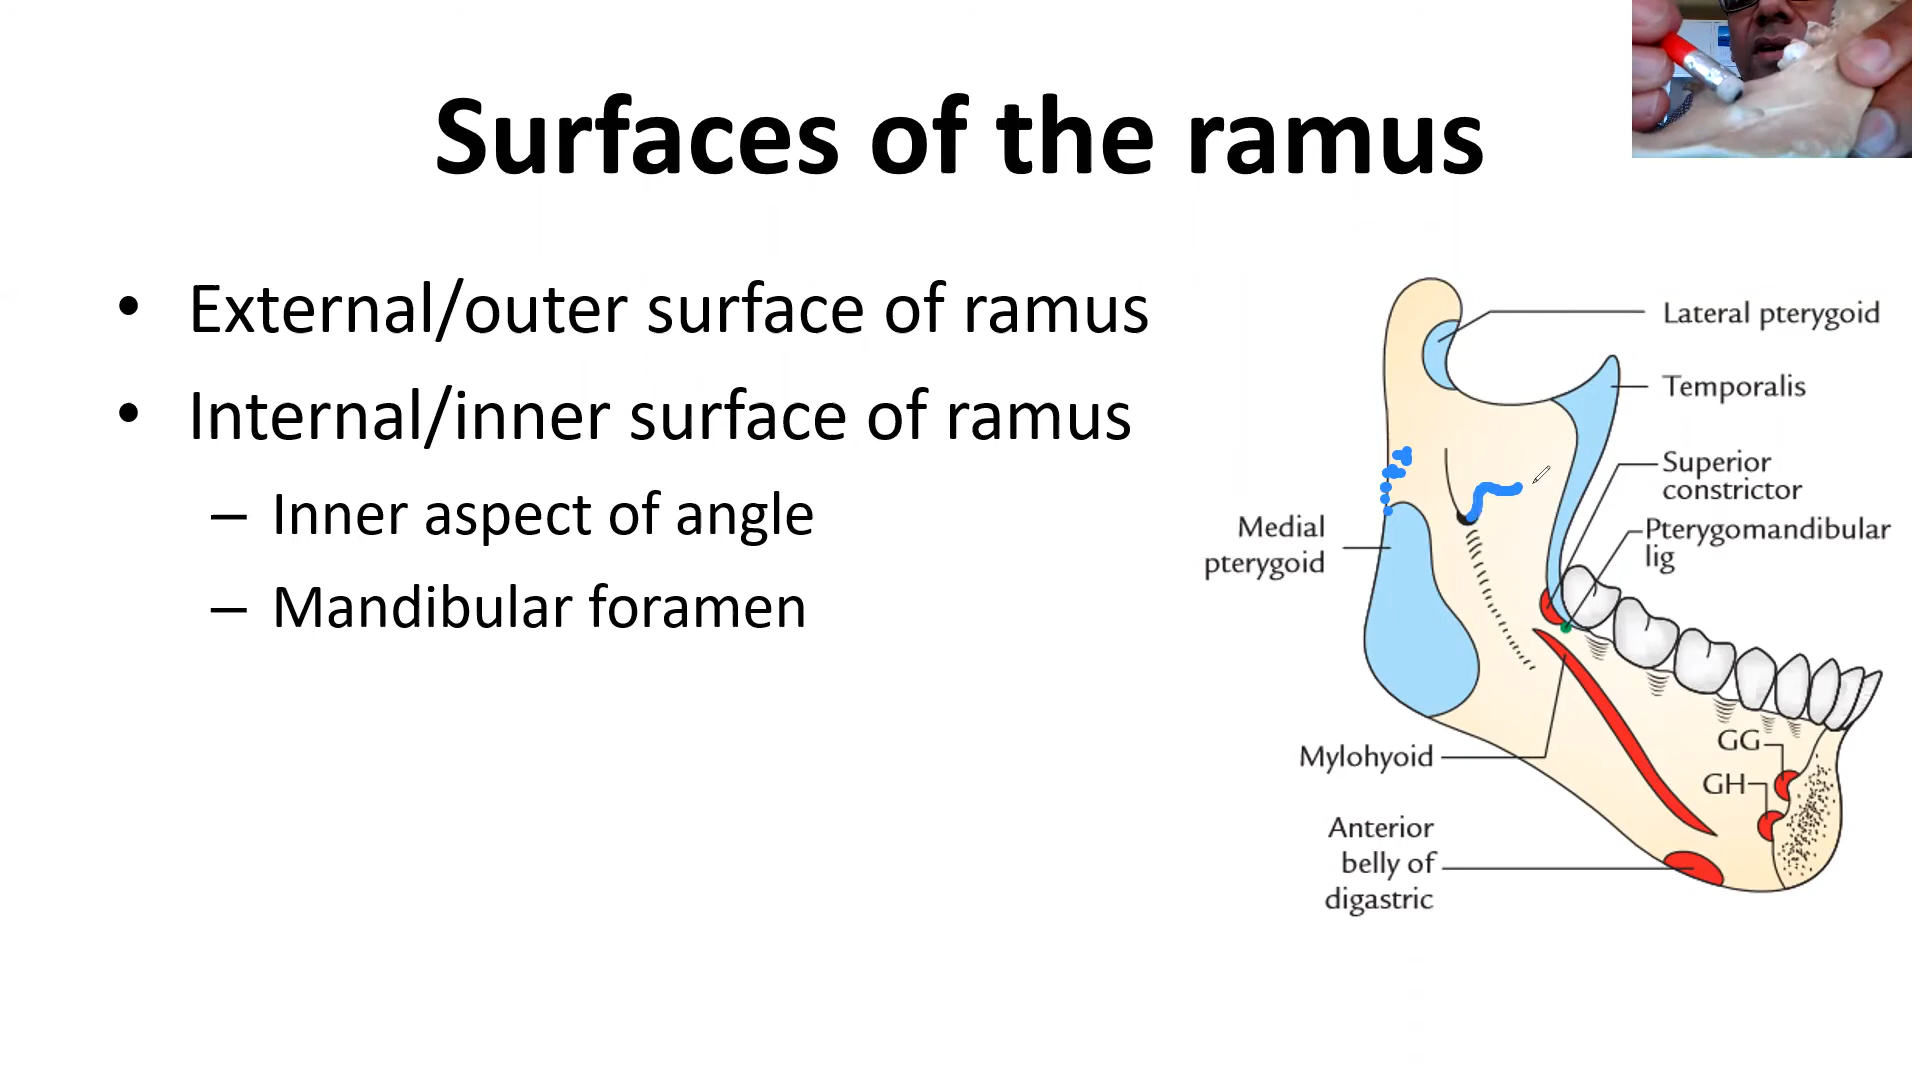 Surfaces of the ramus
• External/outer surface of ramus
• Internal/inner surface of ramus
– Inner aspect of angle
– Mandibular foramen
Lateral pterygoid
Temporalis
Superior
constrictor
Pterygomandibular
lig
Medial
pterygoid
Mylohyoid
GG
GH
Anterior
belly of
digastric